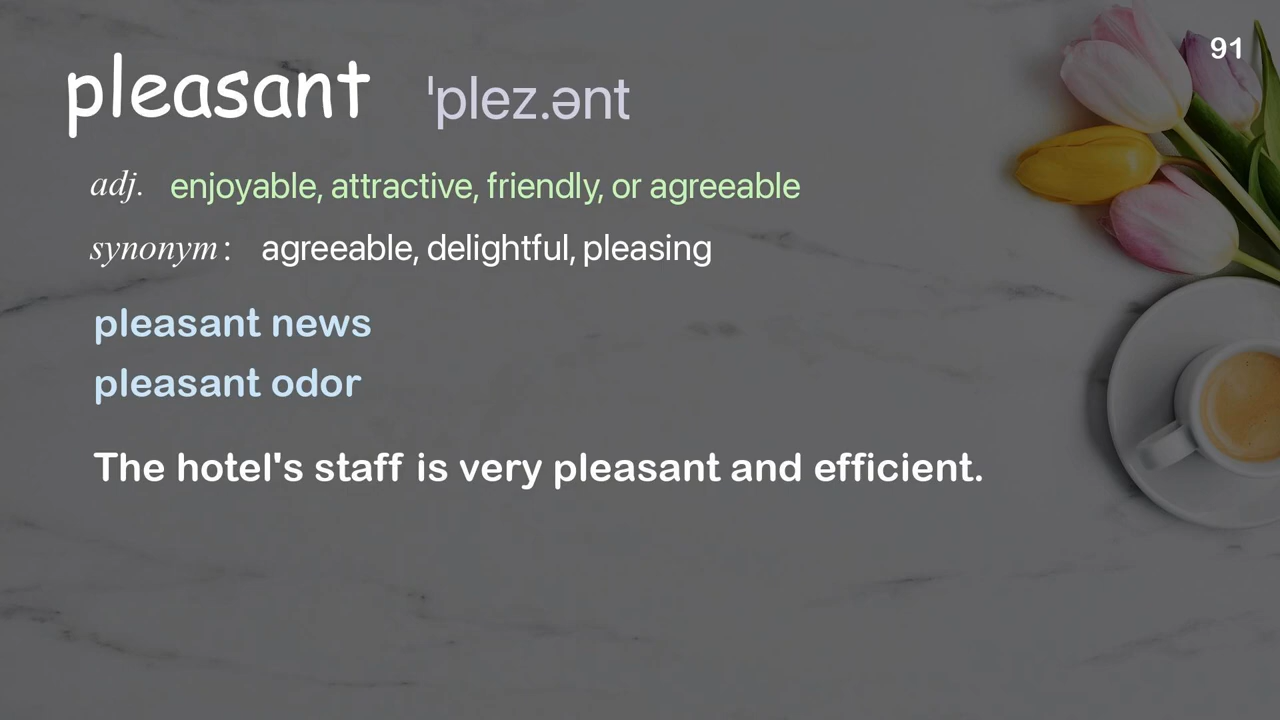 91
pleasant ˈplez.ənt
adj. enjoyable, attractive, friendly, or agreeable
synonym: agreeable, delightful, pleasing
pleasant news
pleasant odor
The hotel's staff is very pleasant and efficient.